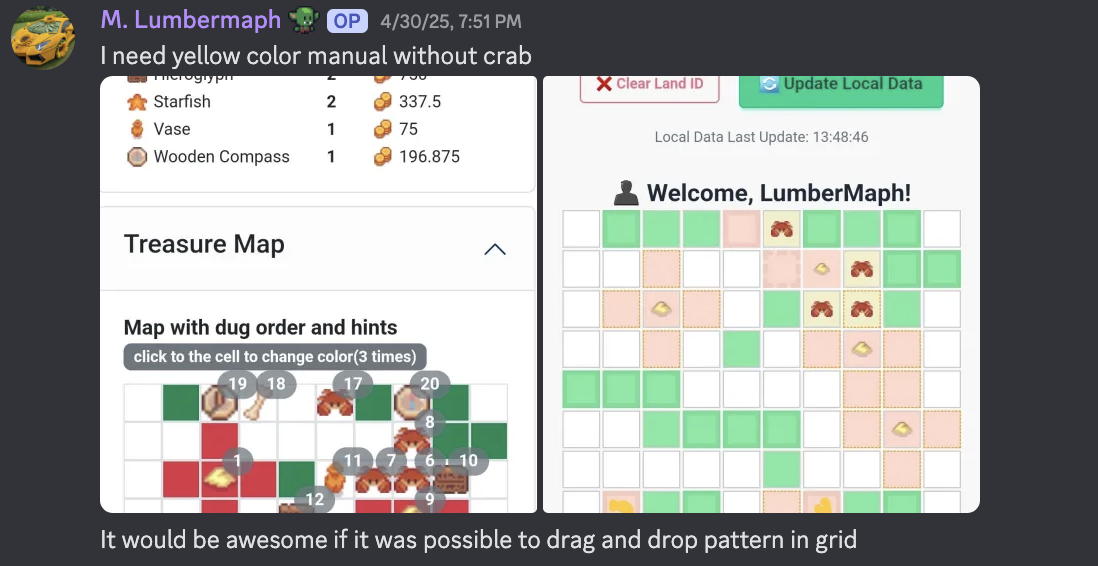 M. Lumbermaph OP 4/30/25, 7:51 PM
I need yellow color manual without crab
Hieroglyph 2 750
Starfish 2 337.5
Vase 1 75
Wooden Compass 1 196.875
Treasure Map
Map with dug order and hints
click to the cell to change color(3 times)
19 18 17 20
8
1 11 7 6 10
12 9
Clear Land ID Update Local Data
Local Data Last Update: 13:48:46
Welcome, LumberMaph!
It would be awesome if it was possible to drag and drop pattern in grid